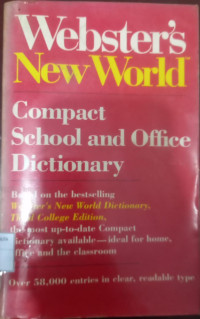 Webster's
New World™
Compact
School and Office
Dictionary
Based on the bestselling
Webster's New World Dictionary,
Third College Edition,
the most up-to-date Compact
dictionary available—ideal for home,
office and the classroom
Over 58,000 entries in clear, readable type